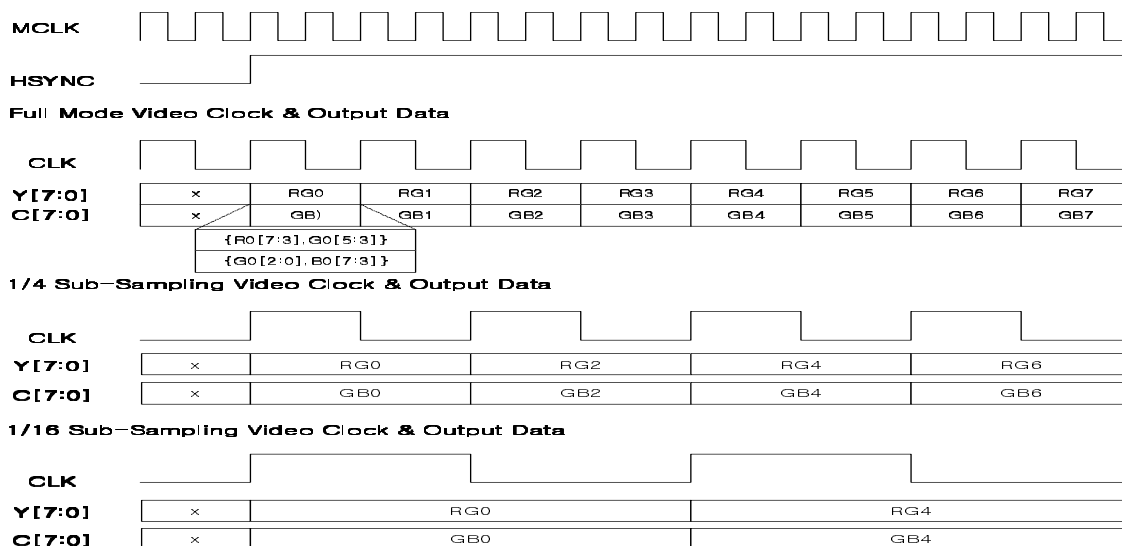 MCLK
HSYNC
Full Mode Video Clock & Output Data
CLK
Y[7:0] × RG0 RG1 RG2 RG3 RG4 RG5 RG6 RG7
C[7:0] × GB) GB1 GB2 GB3 GB4 GB5 GB6 GB7
{R0[7:3],G0[5:3]}
{G0[2:0],B0[7:3]}
1/4 Sub-Sampling Video Clock & Output Data
CLK
Y[7:0] × RG0 RG2 RG4 RG6
C[7:0] × GB0 GB2 GB4 GB6
1/16 Sub-Sampling Video Clock & Output Data
CLK
Y[7:0] × RG0 RG4
C[7:0] × GB0 GB4